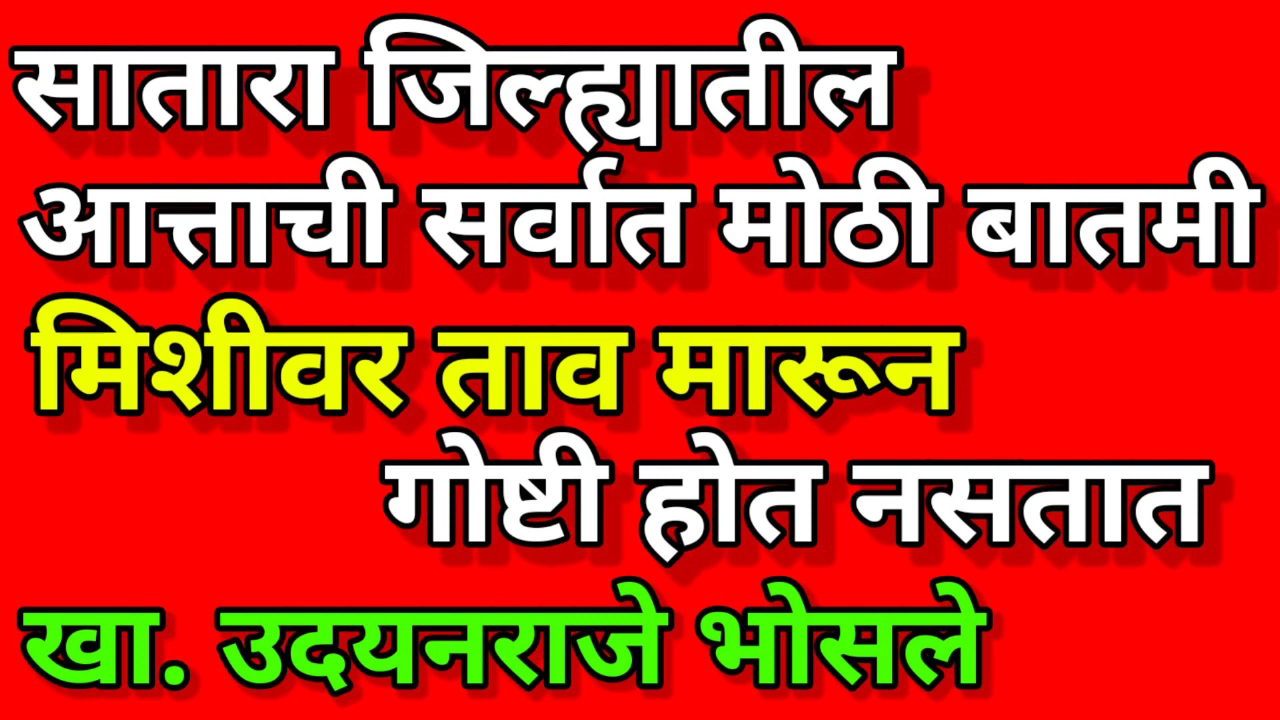 सातारा जिल्ह्यातील
आत्ताची सर्वात मोठी बातमी
मिशीवर ताव मारून
गोष्टी होत नसतात
खा. उदयनराजे भोसले